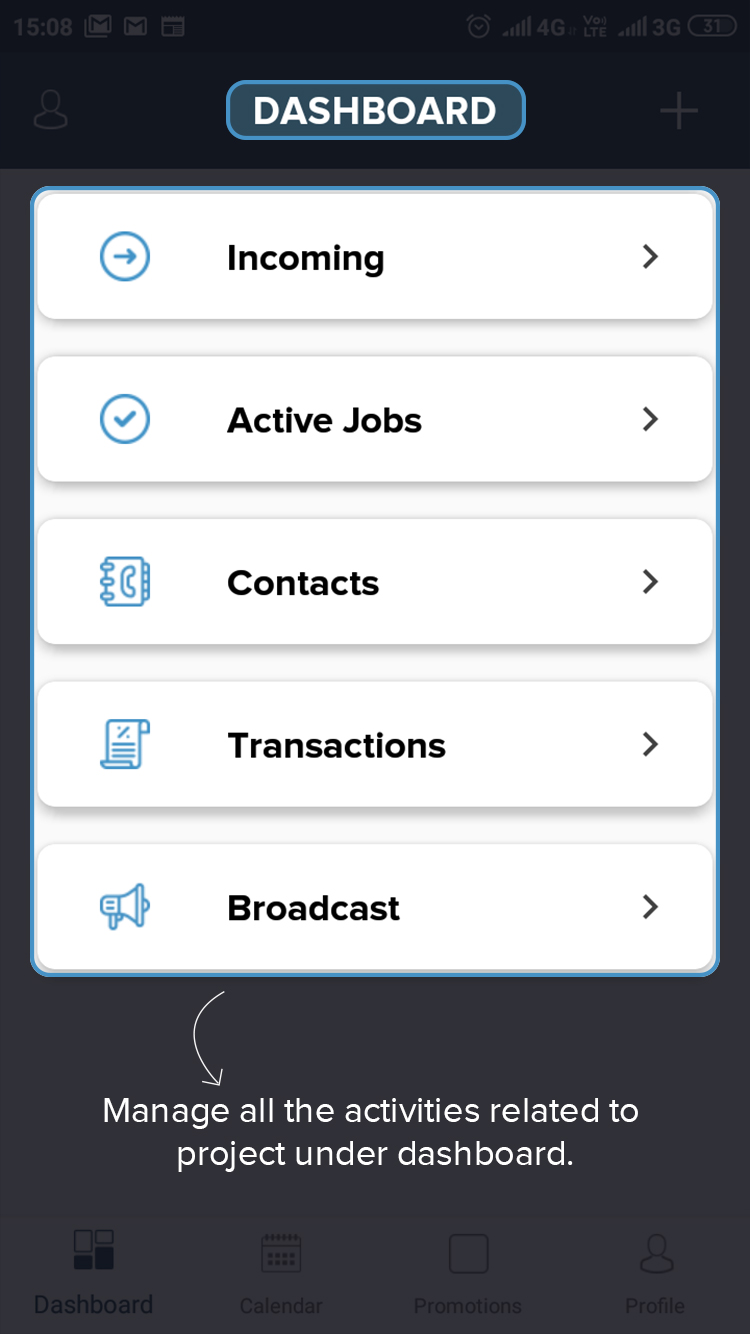 15:08 4G VoI) LTE 3G 31
DASHBOARD
Incoming
Active Jobs
Contacts
Transactions
Broadcast
Manage all the activities related to
project under dashboard.
Dashboard Calendar Promotions Profile